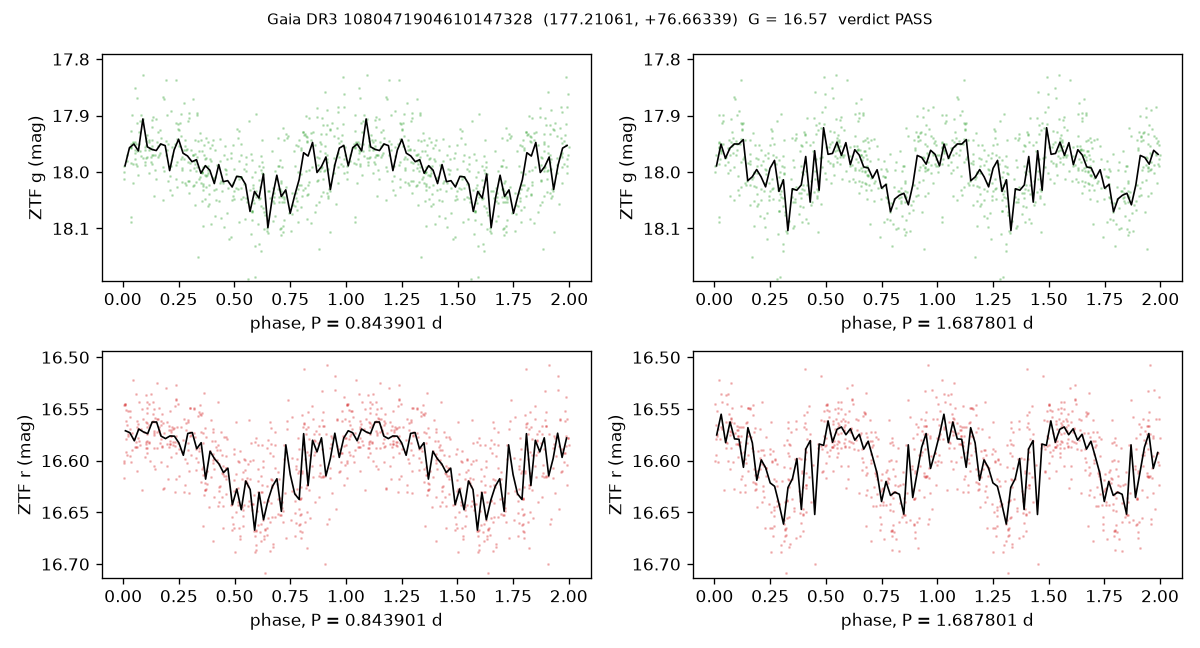 Gaia DR3 1080471904610147328 (177.21061, +76.66339) G = 16.57 verdict PASS
ZTF g (mag)
17.8
17.9
18.0
18.1
0.00 0.25 0.50 0.75 1.00 1.25 1.50 1.75 2.00
phase, P = 0.843901 d
ZTF g (mag)
17.8
17.9
18.0
18.1
0.00 0.25 0.50 0.75 1.00 1.25 1.50 1.75 2.00
phase, P = 1.687801 d
ZTF r (mag)
16.50
16.55
16.60
16.65
16.70
0.00 0.25 0.50 0.75 1.00 1.25 1.50 1.75 2.00
phase, P = 0.843901 d
ZTF r (mag)
16.50
16.55
16.60
16.65
16.70
0.00 0.25 0.50 0.75 1.00 1.25 1.50 1.75 2.00
phase, P = 1.687801 d